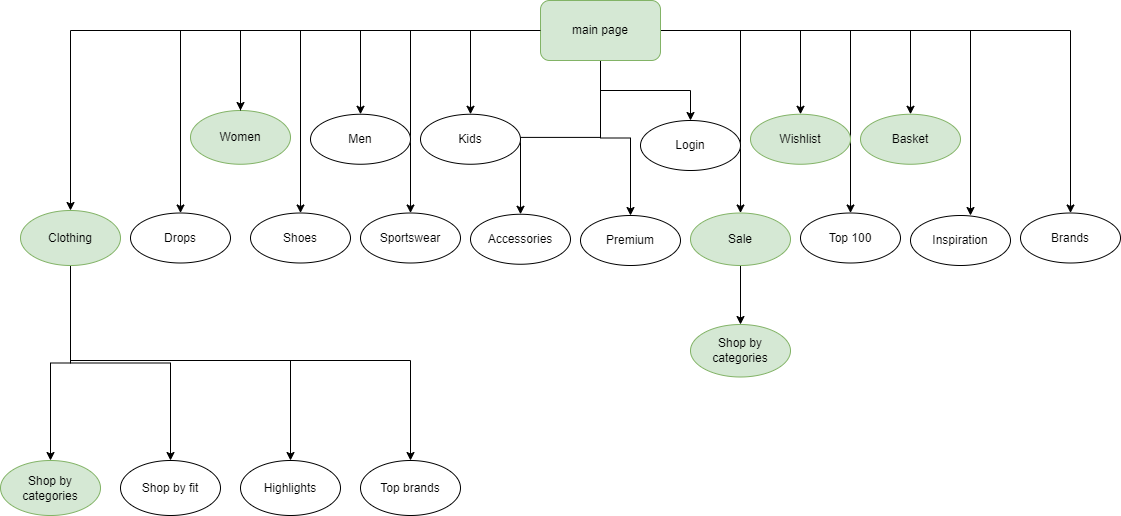 main page
Women
Men
Kids
Login
Wishlist
Basket
Clothing
Drops
Shoes
Sportswear
Accessories
Premium
Sale
Top 100
Inspiration
Brands
Shop by
categories
Shop by
categories
Shop by fit
Highlights
Top brands